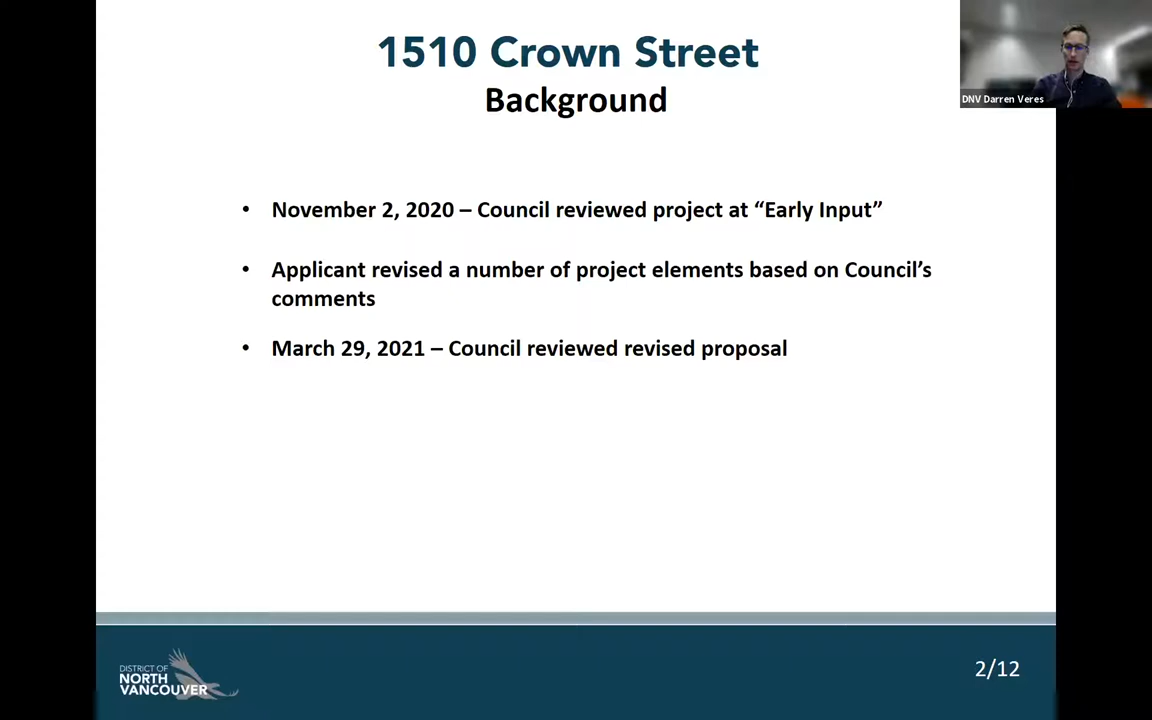 1510 Crown Street
Background
DNV Darren Veres
• November 2, 2020 – Council reviewed project at “Early Input”
• Applicant revised a number of project elements based on Council’s
comments
• March 29, 2021 – Council reviewed revised proposal
DISTRICT OF
NORTH
VANCOUVER
2/12